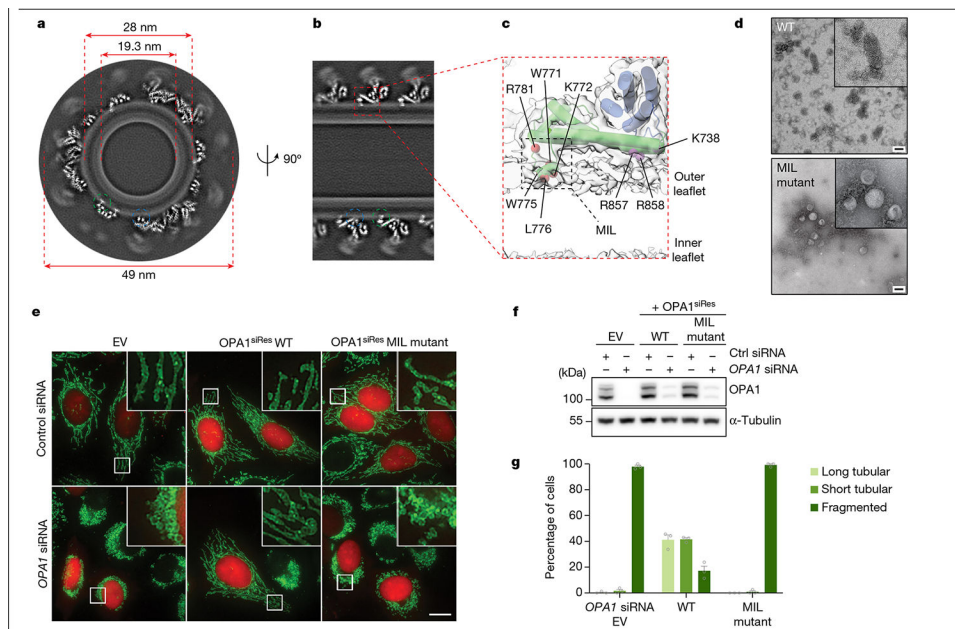 a
28 nm
19.3 nm
49 nm
90º
b
c
W771
R781
K772
K738
Outer
leaflet
W775
R857
R858
L776
MIL
Inner
leaflet
d
WT
MIL
mutant
e
EV
OPA1siRes WT
OPA1siRes MIL mutant
Control siRNA
OPA1 siRNA
f
+ OPA1siRes
EV
WT
MIL
mutant
+ – + – + – Ctrl siRNA
– + – + – + OPA1 siRNA
(kDa)
100
OPA1
55
α-Tubulin
g
Percentage of cells
100
80
60
40
20
0
Long tubular
Short tubular
Fragmented
OPA1 siRNA
EV
WT
MIL
mutant